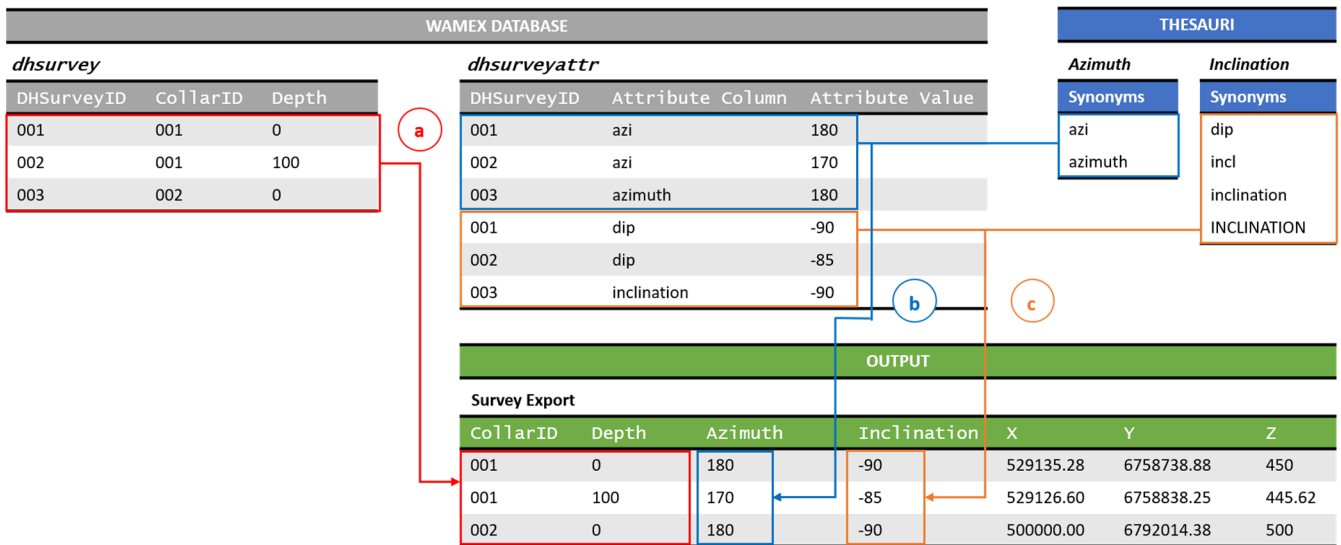 WAMEX DATABASE
THESAURI
dhsurvey
dhsurveyattr
Azimuth
Inclination
DHSurveyID CollarID Depth
DHSurveyID Attribute Column Attribute Value
Synonyms
Synonyms
001 001 0
002 001 100
003 002 0
a
001 azi 180
002 azi 170
003 azimuth 180
001 dip -90
002 dip -85
003 inclination -90
azi
azimuth
dip
incl
inclination
INCLINATION
b
c
OUTPUT
Survey Export
CollarID Depth Azimuth Inclination X Y Z
001 0 180 -90 529135.28 6758738.88 450
001 100 170 -85 529126.60 6758838.25 445.62
002 0 180 -90 500000.00 6792014.38 500